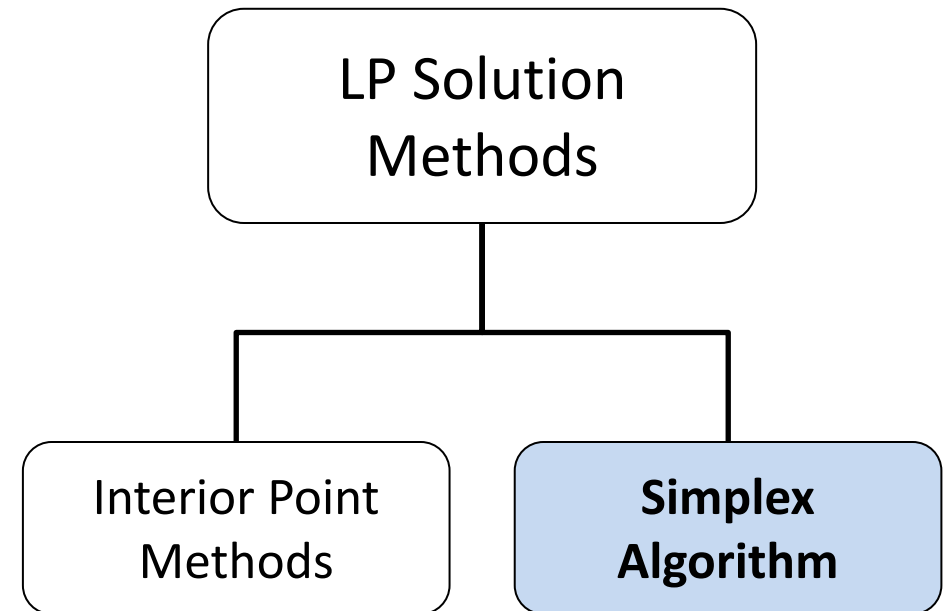 LP Solution
Methods
Interior Point
Methods
Simplex
Algorithm